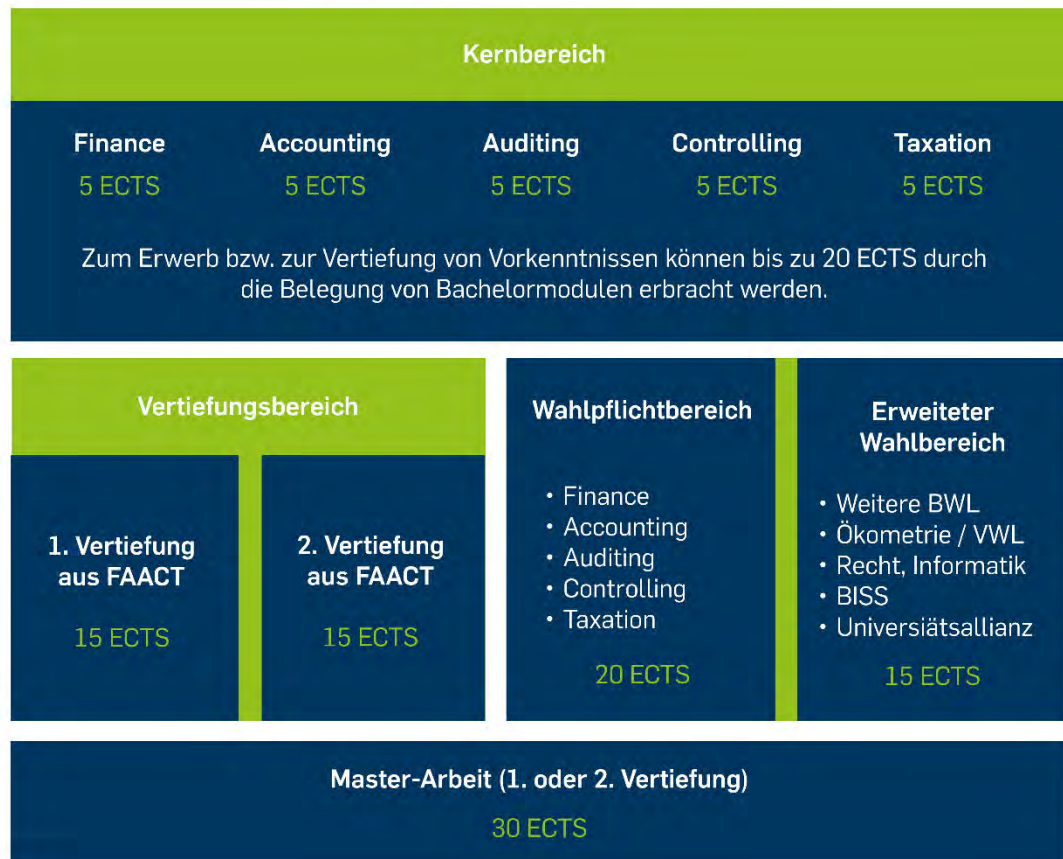 Kernbereich
Finance
Accounting
Auditing
Controlling
Taxation
5 ECTS
5 ECTS
5 ECTS
5 ECTS
5 ECTS
Zum Erwerb bzw. zur Vertiefung von Vorkenntnissen können bis zu 20 ECTS durch
die Belegung von Bachelormodulen erbracht werden.
Vertiefungsbereich
1. Vertiefung
aus FAACT
15 ECTS
2. Vertiefung
aus FAACT
15 ECTS
Wahlpflichtbereich
• Finance
• Accounting
• Auditing
• Controlling
• Taxation
20 ECTS
Erweiteter
Wahlbereich
• Weitere BWL
• Ökometrie / VWL
• Recht, Informatik
• BISS
• Universiätsallianz
15 ECTS
Master-Arbeit (1. oder 2. Vertiefung)
30 ECTS